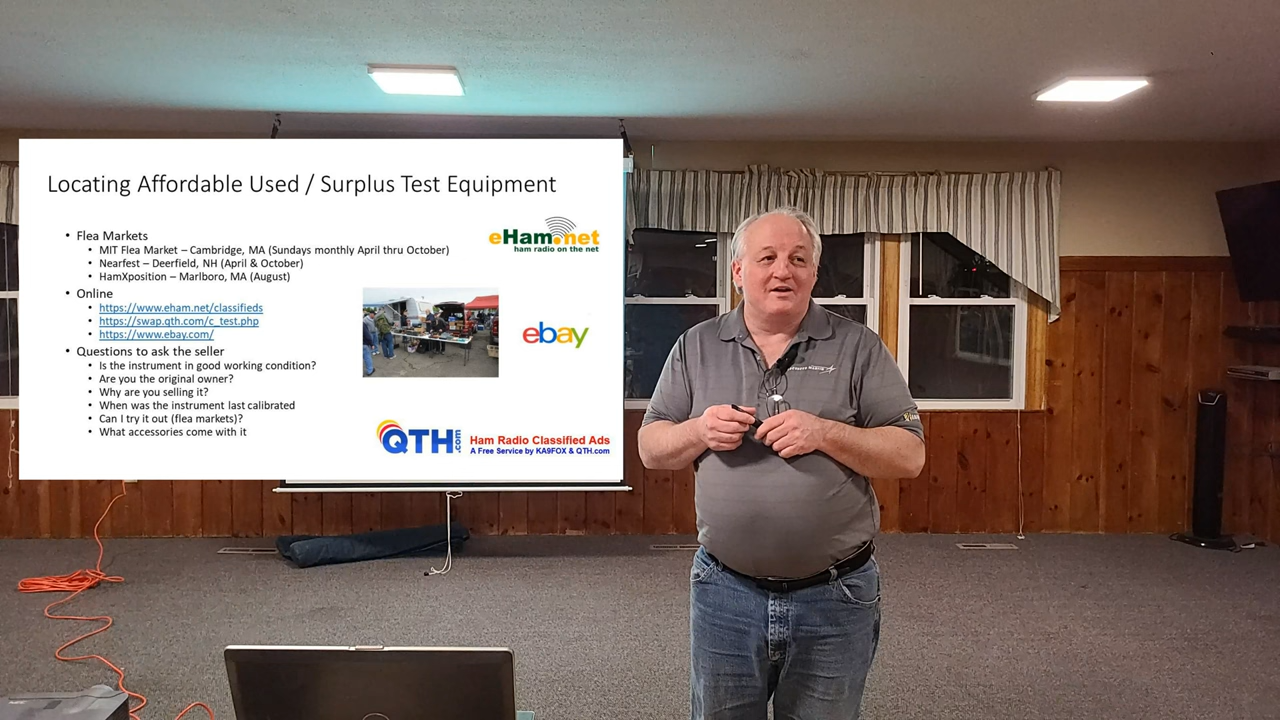 Locating Affordable Used / Surplus Test Equipment
• Flea Markets
• MIT Flea Market – Cambridge, MA (Sundays monthly April thru October)
• Nearfest – Deerfield, NH (April & October)
• HamXposition – Marlboro, MA (August)
• Online
• https://www.eham.net/classifieds
• https://swap.qth.com/c_test.php
• https://www.ebay.com/
• Questions to ask the seller
• Is the instrument in good working condition?
• Are you the original owner?
• Why are you selling it?
• When was the instrument last calibrated
• Can I try it out (flea markets)?
• What accessories come with it
eHam.net
ham radio on the net
ebay
QTH.com
Ham Radio Classified Ads
A Free Service by KA9FOX & QTH.com